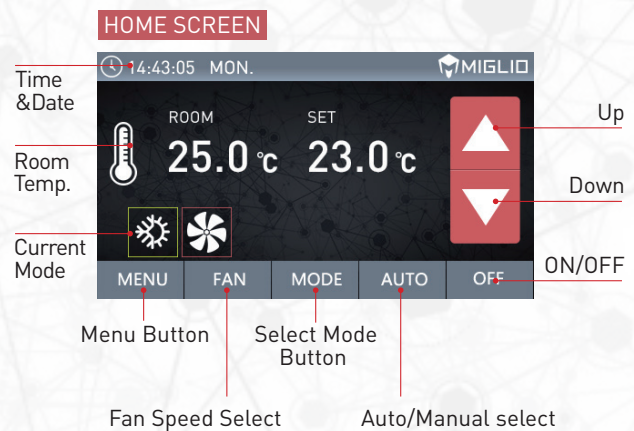 HOME SCREEN
14:43:05 MON.
MIGLIO
Time
&Date
ROOM
SET
Up
25.0 °c
23.0 °c
Room
Temp.
Down
Current
Mode
ON/OFF
MENU
FAN
MODE
AUTO
OFF
Menu Button
Select Mode
Button
Fan Speed Select
Auto/Manual select